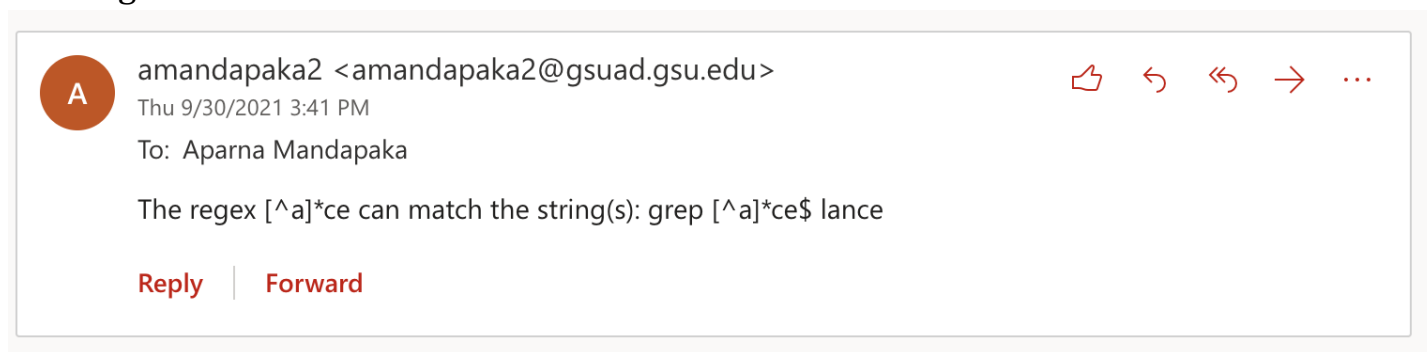 A
amandapaka2 <amandapaka2@gsuad.gsu.edu>
Thu 9/30/2021 3:41 PM
To: Aparna Mandapaka
The regex [^a]*ce can match the string(s): grep [^a]*ce$ lance
Reply
Forward